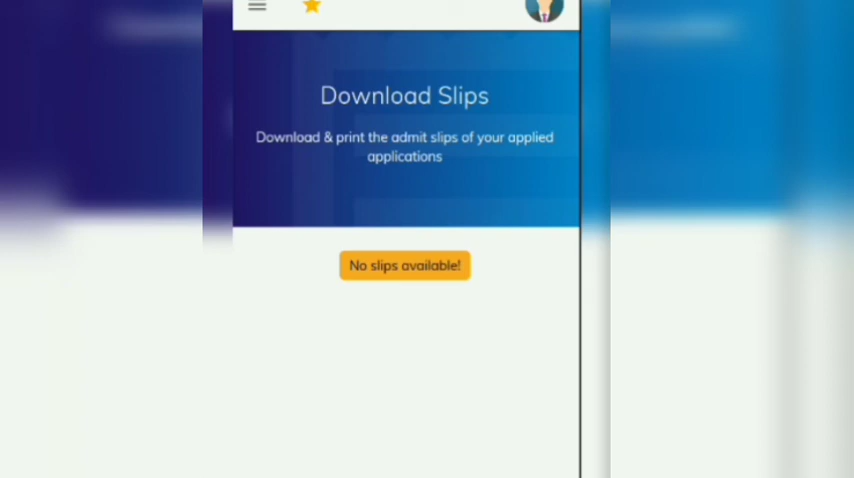 Download Slips
Download & print the admit slips of your applied
applications
No slips available!